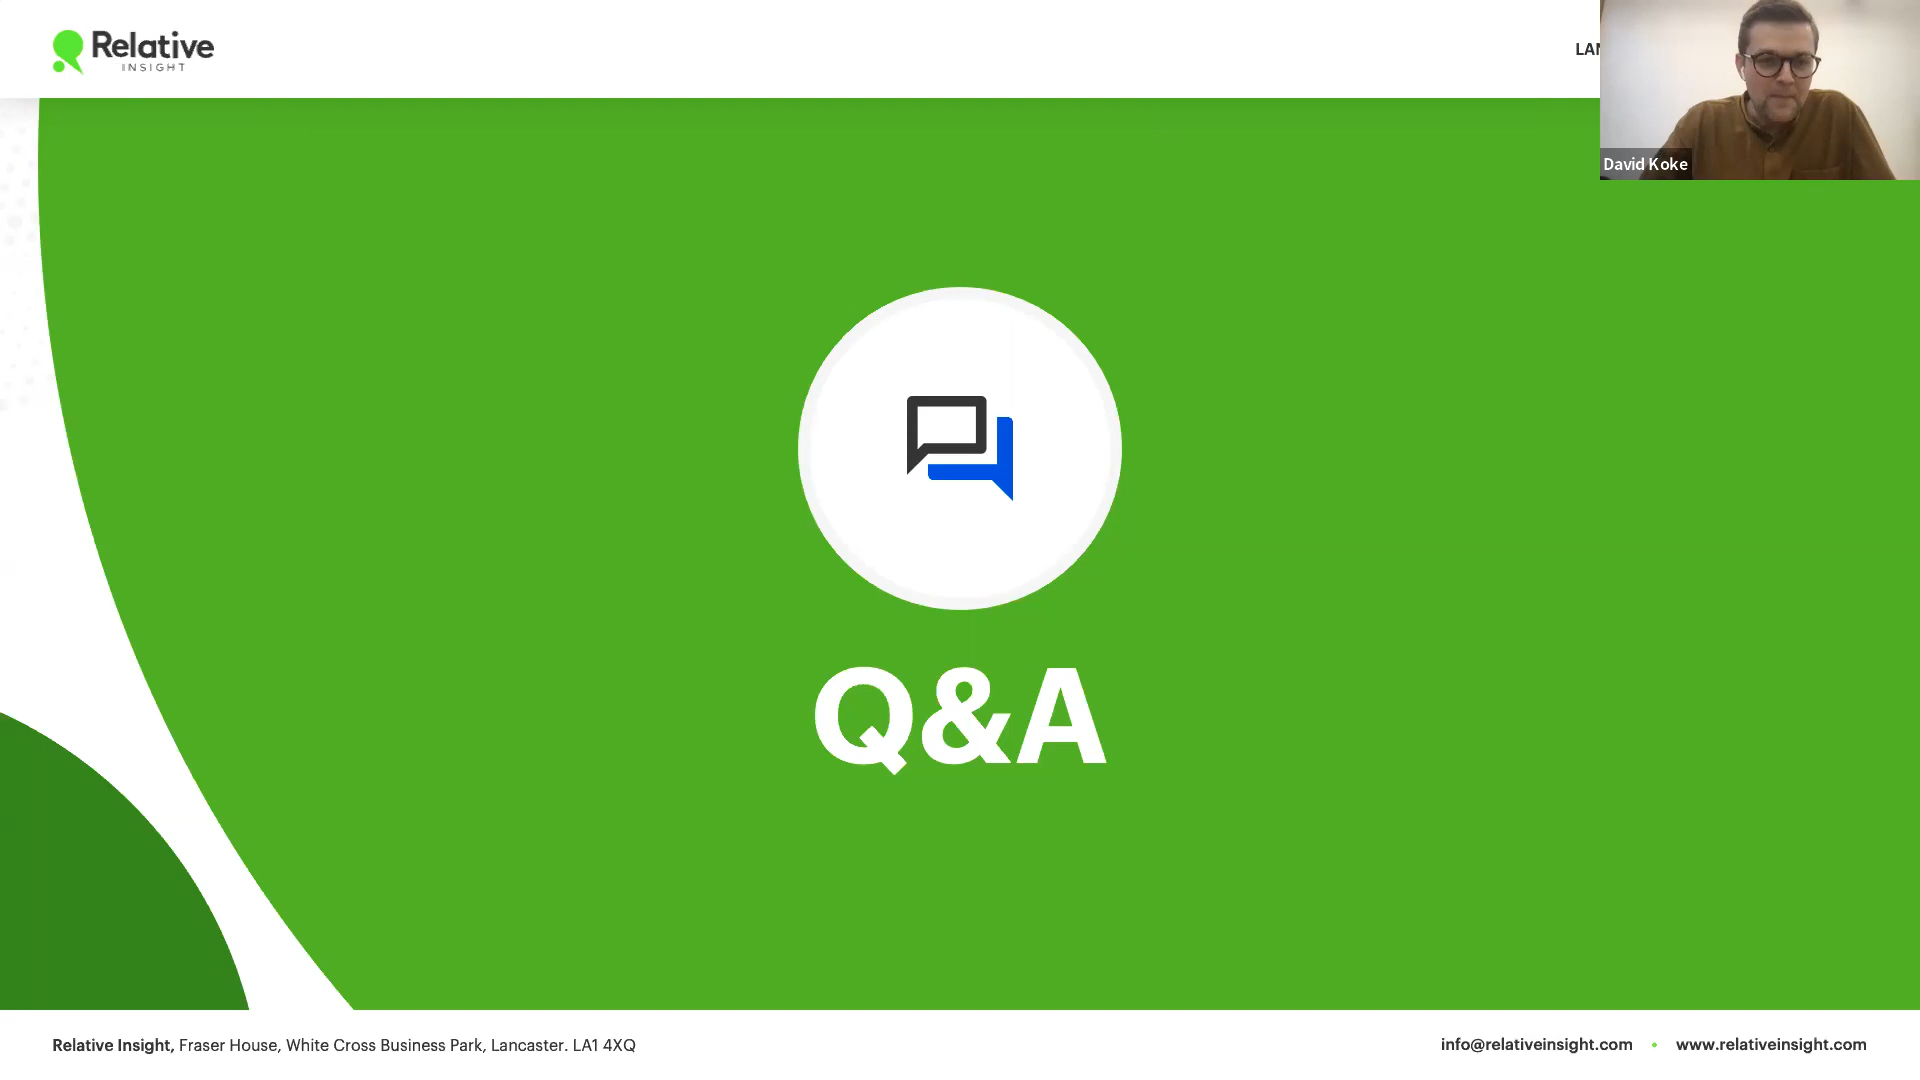 Relative
INSIGHT
David Koke
Q&A
Relative Insight, Fraser House, White Cross Business Park, Lancaster. LA1 4XQ
info@relativeinsight.com • www.relativeinsight.com